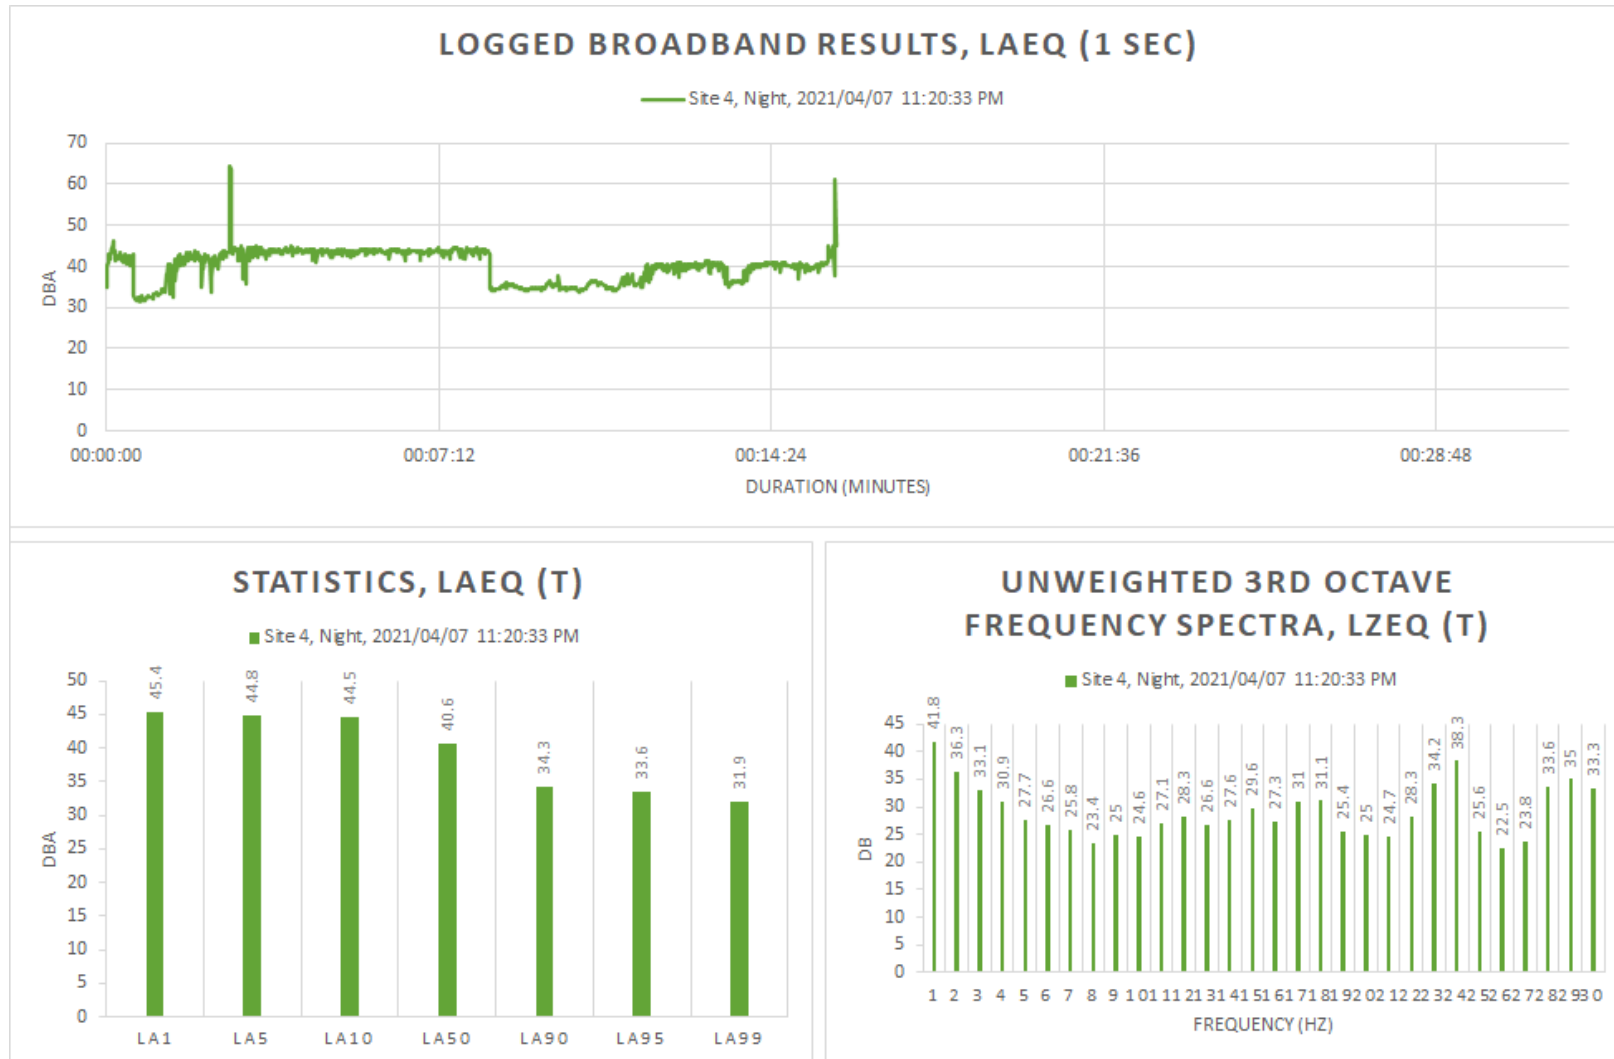 LOGGED BROADBAND RESULTS, LAEQ (1 SEC)
Site 4, Night, 2021/04/07 11:20:33 PM
70
60
50
40
30
20
10
0
DBA
00:00:00 00:07:12 00:14:24 00:21:36 00:28:48
DURATION (MINUTES)
STATISTICS, LAEQ (T)
Site 4, Night, 2021/04/07 11:20:33 PM
50
45
40
35
30
25
20
15
10
5
0
DBA
45.4 44.8 44.5 40.6 34.3 33.6 31.9
LA1 LA5 LA10 LA50 LA90 LA95 LA99
UNWEIGHTED 3RD OCTAVE
FREQUENCY SPECTRA, LZEQ (T)
Site 4, Night, 2021/04/07 11:20:33 PM
45
40
35
30
25
20
15
10
5
0
DB
41.8 36.3 33.1 30.9 27.7 26.6 25.8 23.4 25 24.6 27.1 28.3 26.6 27.6 29.6 27.3 31 31.1 25.4 25 24.7 28.3 34.2 38.3 25.6 22.5 23.8 33.6 35 33.3
1 2 3 4 5 6 7 8 9 10 11 12 13 14 15 16 17 18 19 20 21 22 23 24 25 26 27 28 29 30
FREQUENCY (HZ)